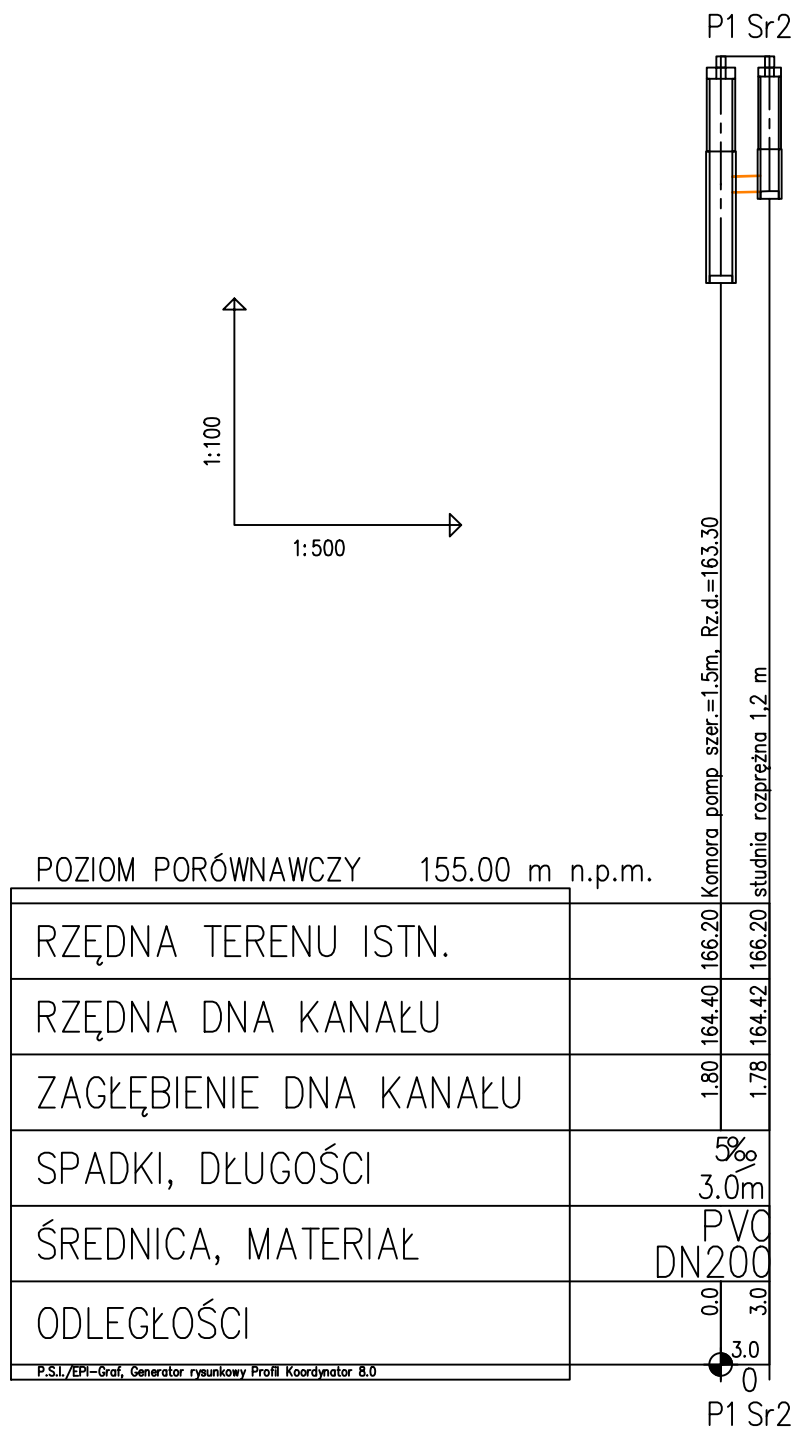 P1 Sr2
1:100
1:500
Komora pomp szer.=1.5m, Rz.d.=163.30
studnia rozprężna 1,2 m
POZIOM PORÓWNAWCZY 155.00 m n.p.m.
RZĘDNA TERENU ISTN. 166.20 166.20
RZĘDNA DNA KANAŁU 164.40 164.42
ZAGŁĘBIENIE DNA KANAŁU 1.80 1.78
SPADKI, DŁUGOŚCI 5‰
3.0m
ŚREDNICA, MATERIAŁ PVC
DN200
ODLEGŁOŚCI 0.0 3.0
3.0
P.S.I./EPI-Graf, Generator rysunkowy Profil Koordynator 8.0
0
P1 Sr2